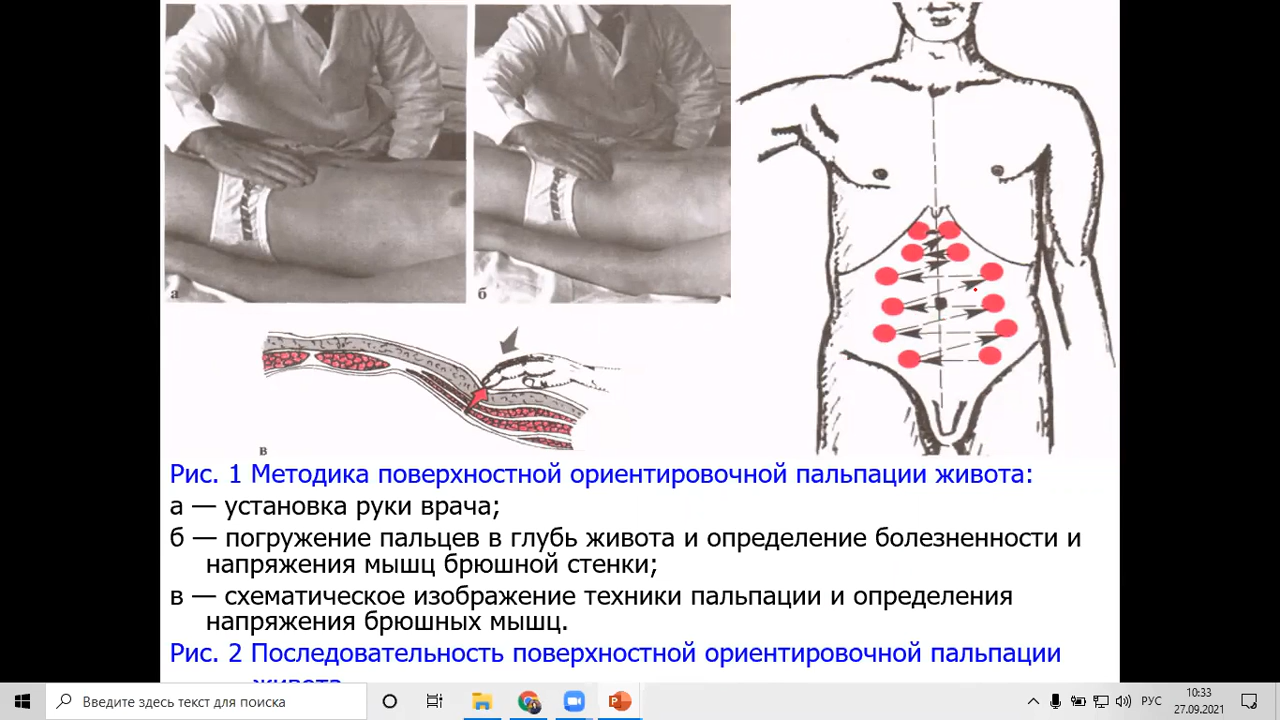 а
б
в
Рис. 1 Методика поверхностной ориентировочной пальпации живота:
а — установка руки врача;
б — погружение пальцев в глубь живота и определение болезненности и
напряжения мышц брюшной стенки;
в — схематическое изображение техники пальпации и определения
напряжения брюшных мышц.
Рис. 2 Последовательность поверхностной ориентировочной пальпации
живота
Введите здесь текст для поиска
РУС
10:33
27.09.2021